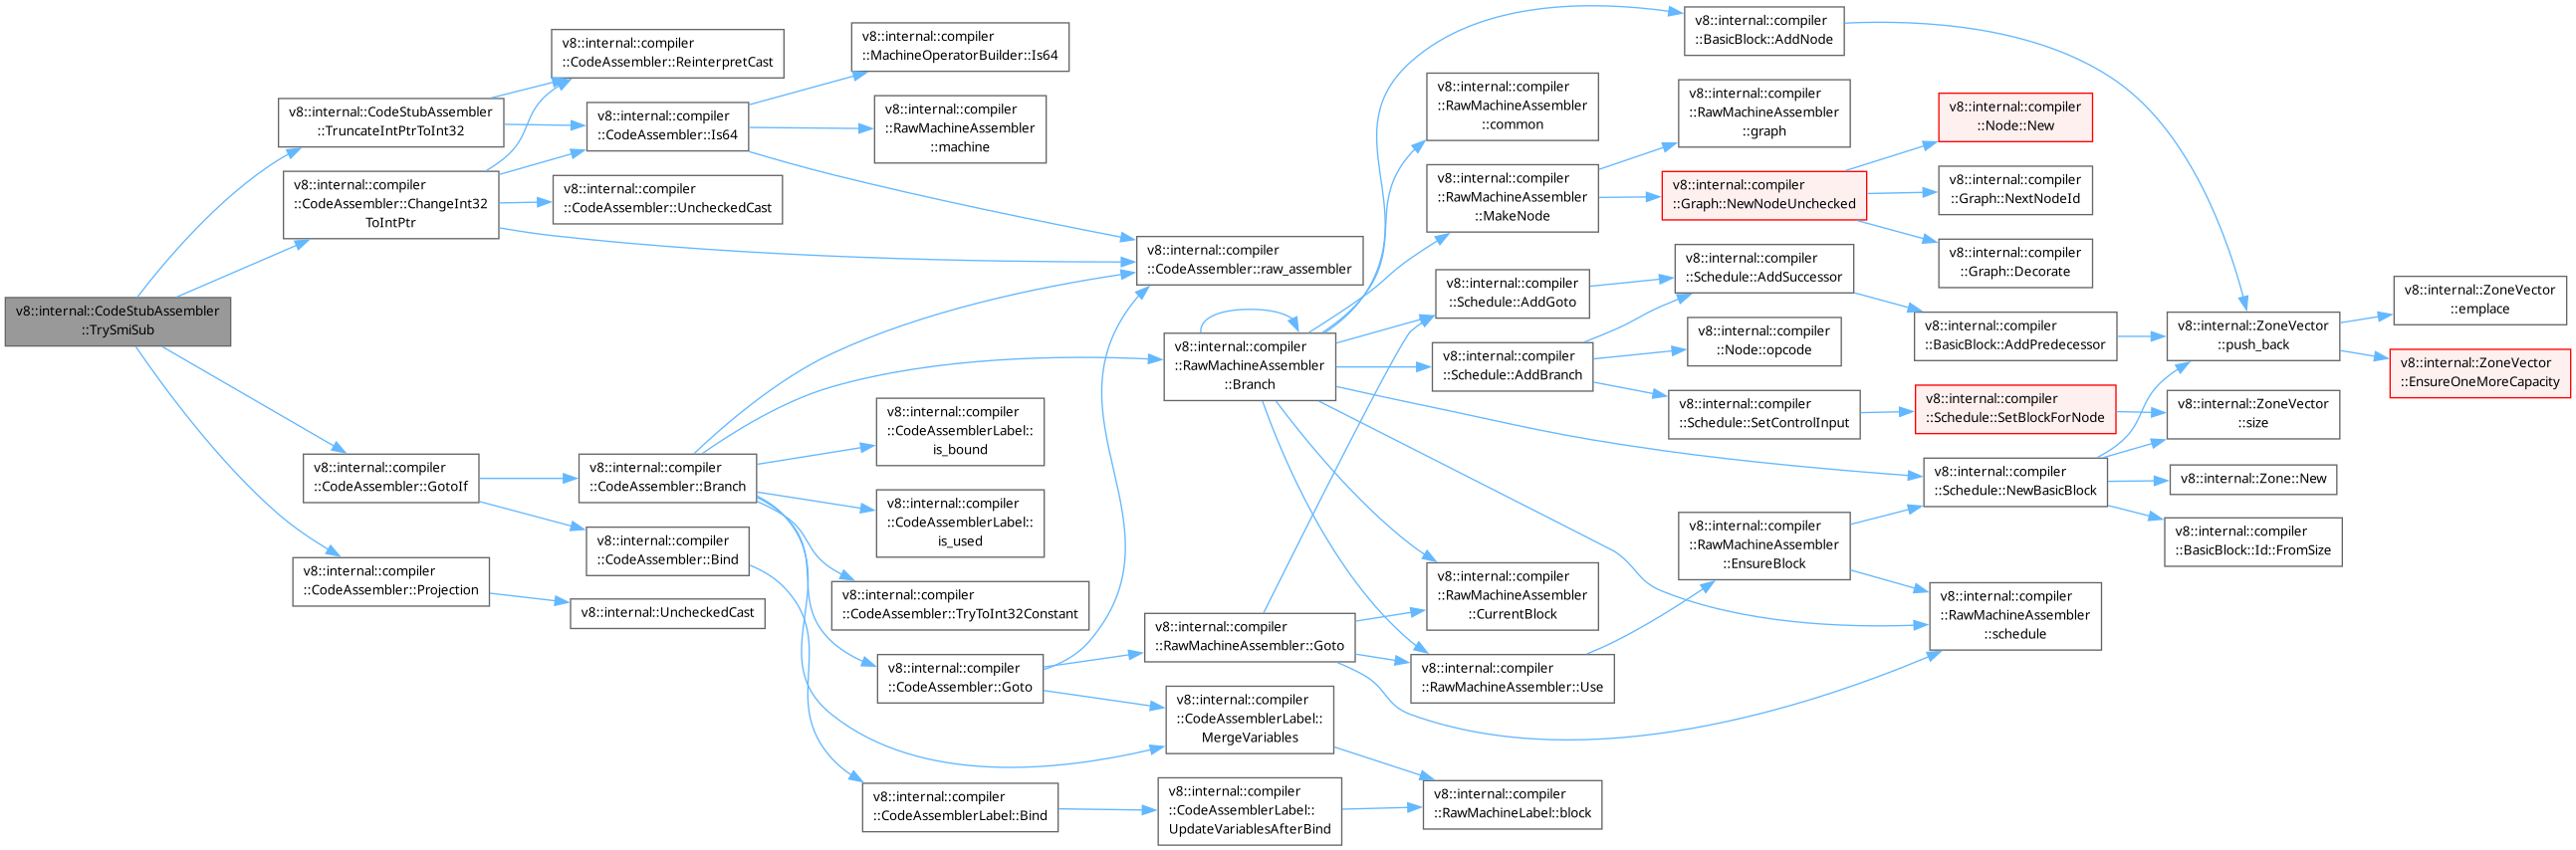 v8::internal::CodeStubAssembler
::TrySmiSub
v8::internal::CodeStubAssembler
::TruncateIntPtrToInt32
v8::internal::compiler
::CodeAssembler::ChangeInt32
ToIntPtr
v8::internal::compiler
::CodeAssembler::GotoIf
v8::internal::compiler
::CodeAssembler::Projection
v8::internal::compiler
::CodeAssembler::ReinterpretCast
v8::internal::compiler
::CodeAssembler::Is64
v8::internal::compiler
::CodeAssembler::UncheckedCast
v8::internal::compiler
::CodeAssembler::Branch
v8::internal::compiler
::CodeAssembler::Bind
v8::internal::UncheckedCast
v8::internal::compiler
::MachineOperatorBuilder::Is64
v8::internal::compiler
::RawMachineAssembler
::machine
v8::internal::compiler
::CodeAssemblerLabel::
is_bound
v8::internal::compiler
::CodeAssemblerLabel::
is_used
v8::internal::compiler
::CodeAssembler::TryToInt32Constant
v8::internal::compiler
::CodeAssembler::Goto
v8::internal::compiler
::CodeAssemblerLabel::Bind
v8::internal::compiler
::CodeAssembler::raw_assembler
v8::internal::compiler
::RawMachineAssembler
::Branch
v8::internal::compiler
::RawMachineAssembler::Goto
v8::internal::compiler
::CodeAssemblerLabel::
MergeVariables
v8::internal::compiler
::CodeAssemblerLabel::
UpdateVariablesAfterBind
v8::internal::compiler
::RawMachineAssembler
::common
v8::internal::compiler
::RawMachineAssembler
::MakeNode
v8::internal::compiler
::Schedule::AddGoto
v8::internal::compiler
::Schedule::AddBranch
v8::internal::compiler
::RawMachineAssembler
::CurrentBlock
v8::internal::compiler
::RawMachineAssembler::Use
v8::internal::compiler
::RawMachineLabel::block
v8::internal::compiler
::BasicBlock::AddNode
v8::internal::compiler
::RawMachineAssembler
::graph
v8::internal::compiler
::Graph::NewNodeUnchecked
v8::internal::compiler
::Schedule::AddSuccessor
v8::internal::compiler
::Node::opcode
v8::internal::compiler
::Schedule::SetControlInput
v8::internal::compiler
::RawMachineAssembler
::EnsureBlock
v8::internal::compiler
::Node::New
v8::internal::compiler
::Graph::NextNodeId
v8::internal::compiler
::Graph::Decorate
v8::internal::compiler
::BasicBlock::AddPredecessor
v8::internal::compiler
::Schedule::SetBlockForNode
v8::internal::compiler
::Schedule::NewBasicBlock
v8::internal::compiler
::RawMachineAssembler
::schedule
v8::internal::ZoneVector
::push_back
v8::internal::ZoneVector
::size
v8::internal::Zone::New
v8::internal::compiler
::BasicBlock::Id::FromSize
v8::internal::ZoneVector
::emplace
v8::internal::ZoneVector
::EnsureOneMoreCapacity